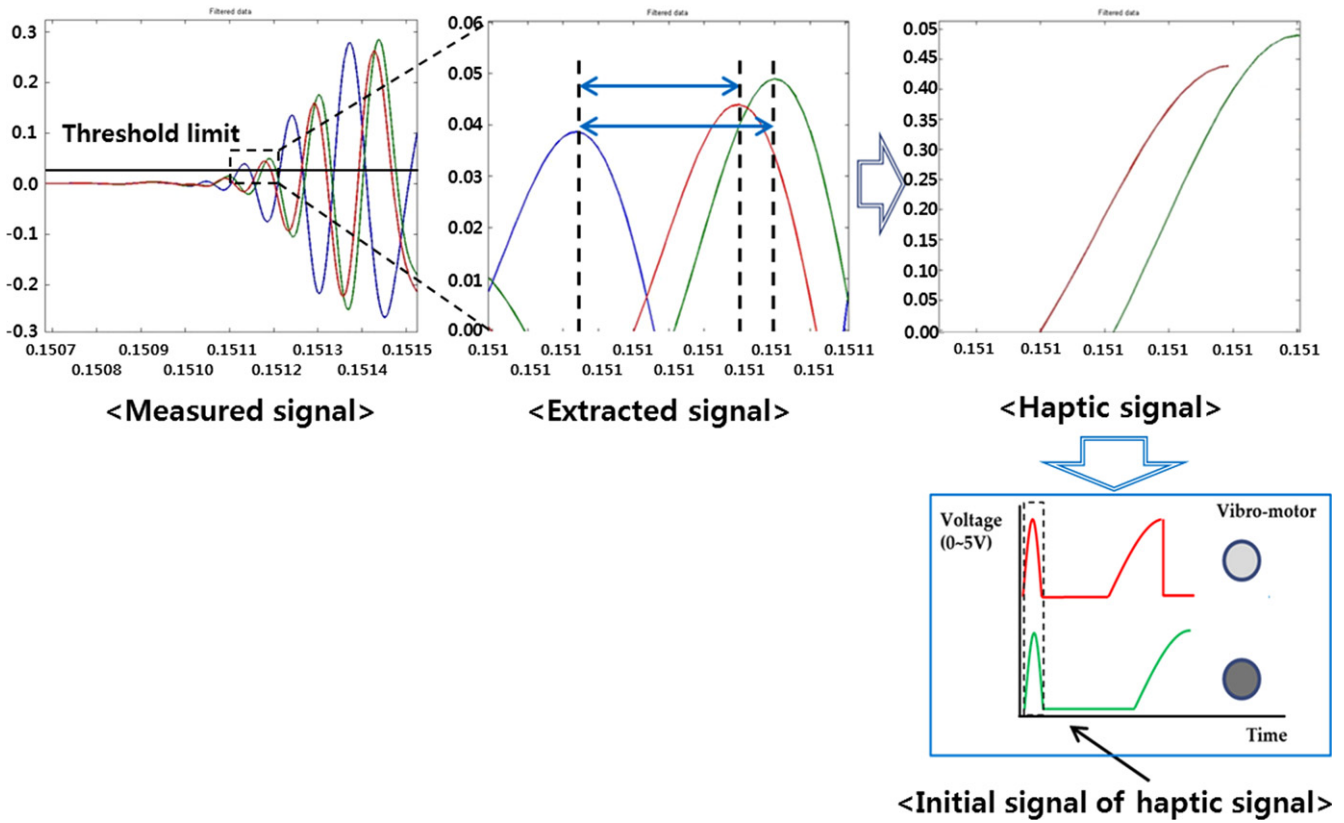 Filtered data
0.3
0.2
0.1
0.0
-0.1
-0.2
-0.3
Threshold limit
0.1507 0.1509 0.1511 0.1513 0.1515
0.1508 0.1510 0.1512 0.1514
<Measured signal>
Filtered data
0.06
0.05
0.04
0.03
0.02
0.01
0.00
0.151 0.151 0.151 0.151 0.151 0.1511
0.151 0.151 0.151 0.151 0.151
<Extracted signal>
Filtered data
0.05
0.40
0.35
0.30
0.25
0.20
0.15
0.10
0.05
0.00
0.151 0.151 0.151 0.151
0.151 0.151
<Haptic signal>
Voltage
(0~5V)
Vibro-motor
Time
<Initial signal of haptic signal>